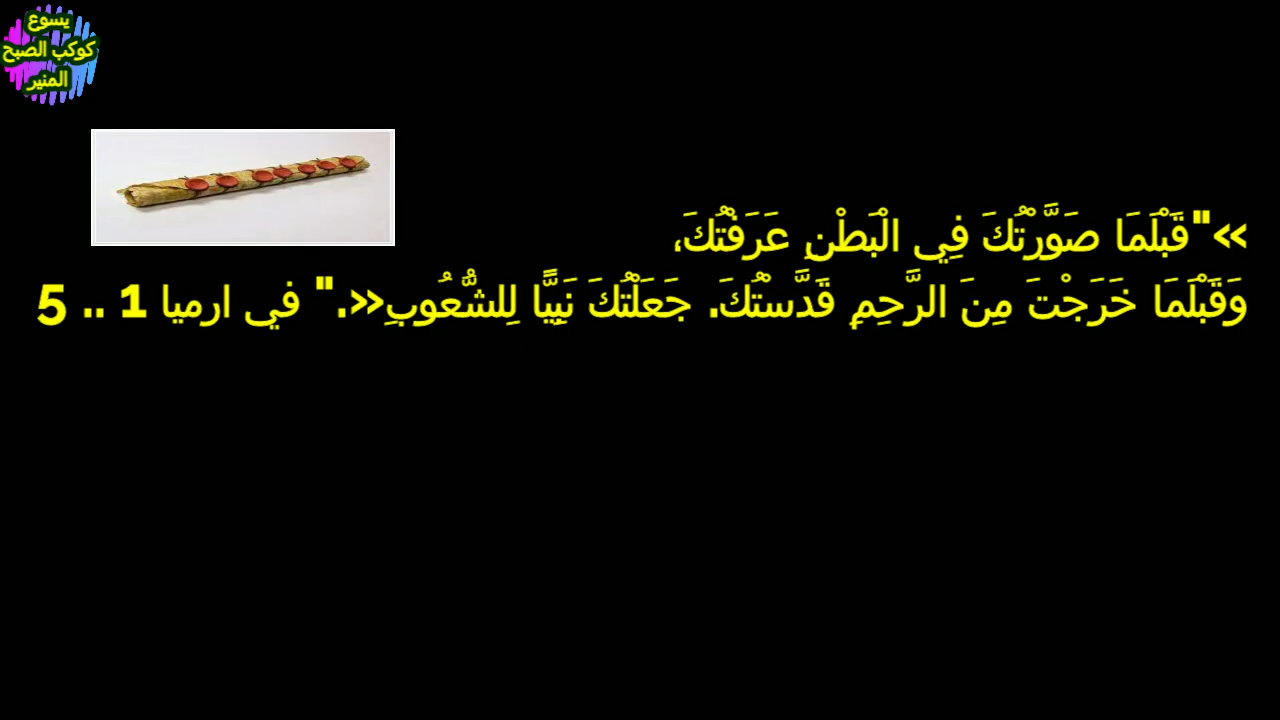 يسوع
كوكب الصبح
المنير
»"قَبْلَمَا صَوَّرْتُكَ فِي الْبَطْنِ عَرَفْتُكَ،
وَقَبْلَمَا خَرَجْتَ مِنَ الرَّحِمِ قَدَّسْتُكَ. جَعَلْتُكَ نَبِيًّا لِلشُّعُوبِ«." في ارميا 1 .. 5